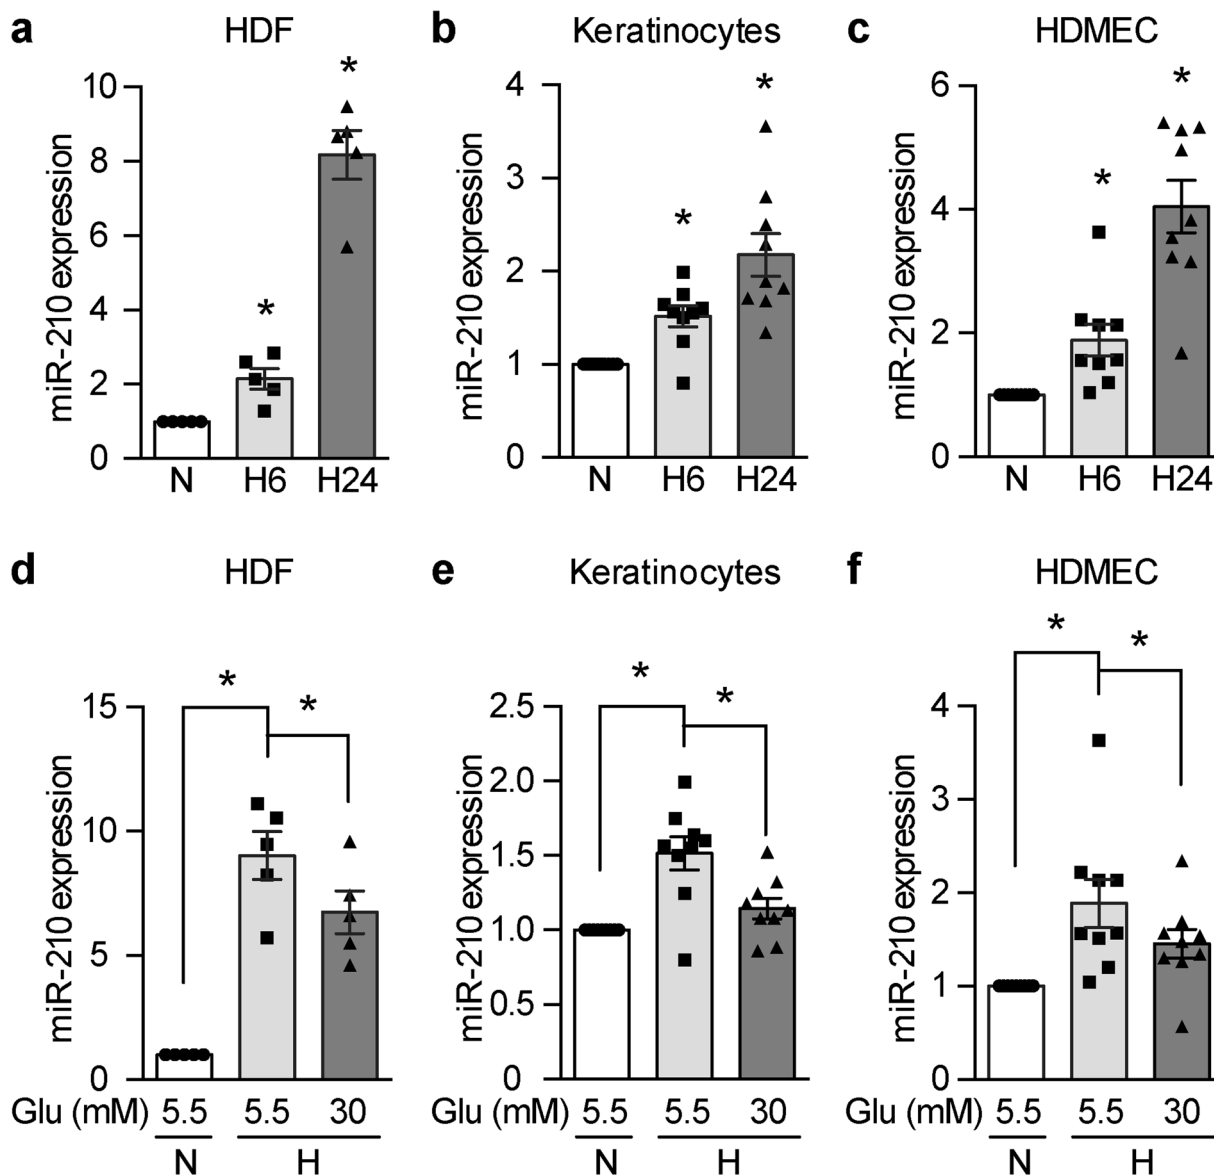 a HDF
10
8
6
4
2
0
miR-210 expression
* *
N H6 H24
b Keratinocytes
4
3
2
1
0
miR-210 expression
* *
N H6 H24
c HDMEC
6
4
2
0
miR-210 expression
* *
N H6 H24
d HDF
15
10
5
0
miR-210 expression
* *
Glu (mM) 5.5 5.5 30
N H
e Keratinocytes
2.5
2.0
1.5
1.0
0.5
0
miR-210 expression
* *
5.5 5.5 30
N H
f HDMEC
4
3
2
1
0
miR-210 expression
* *
5.5 5.5 30
N H